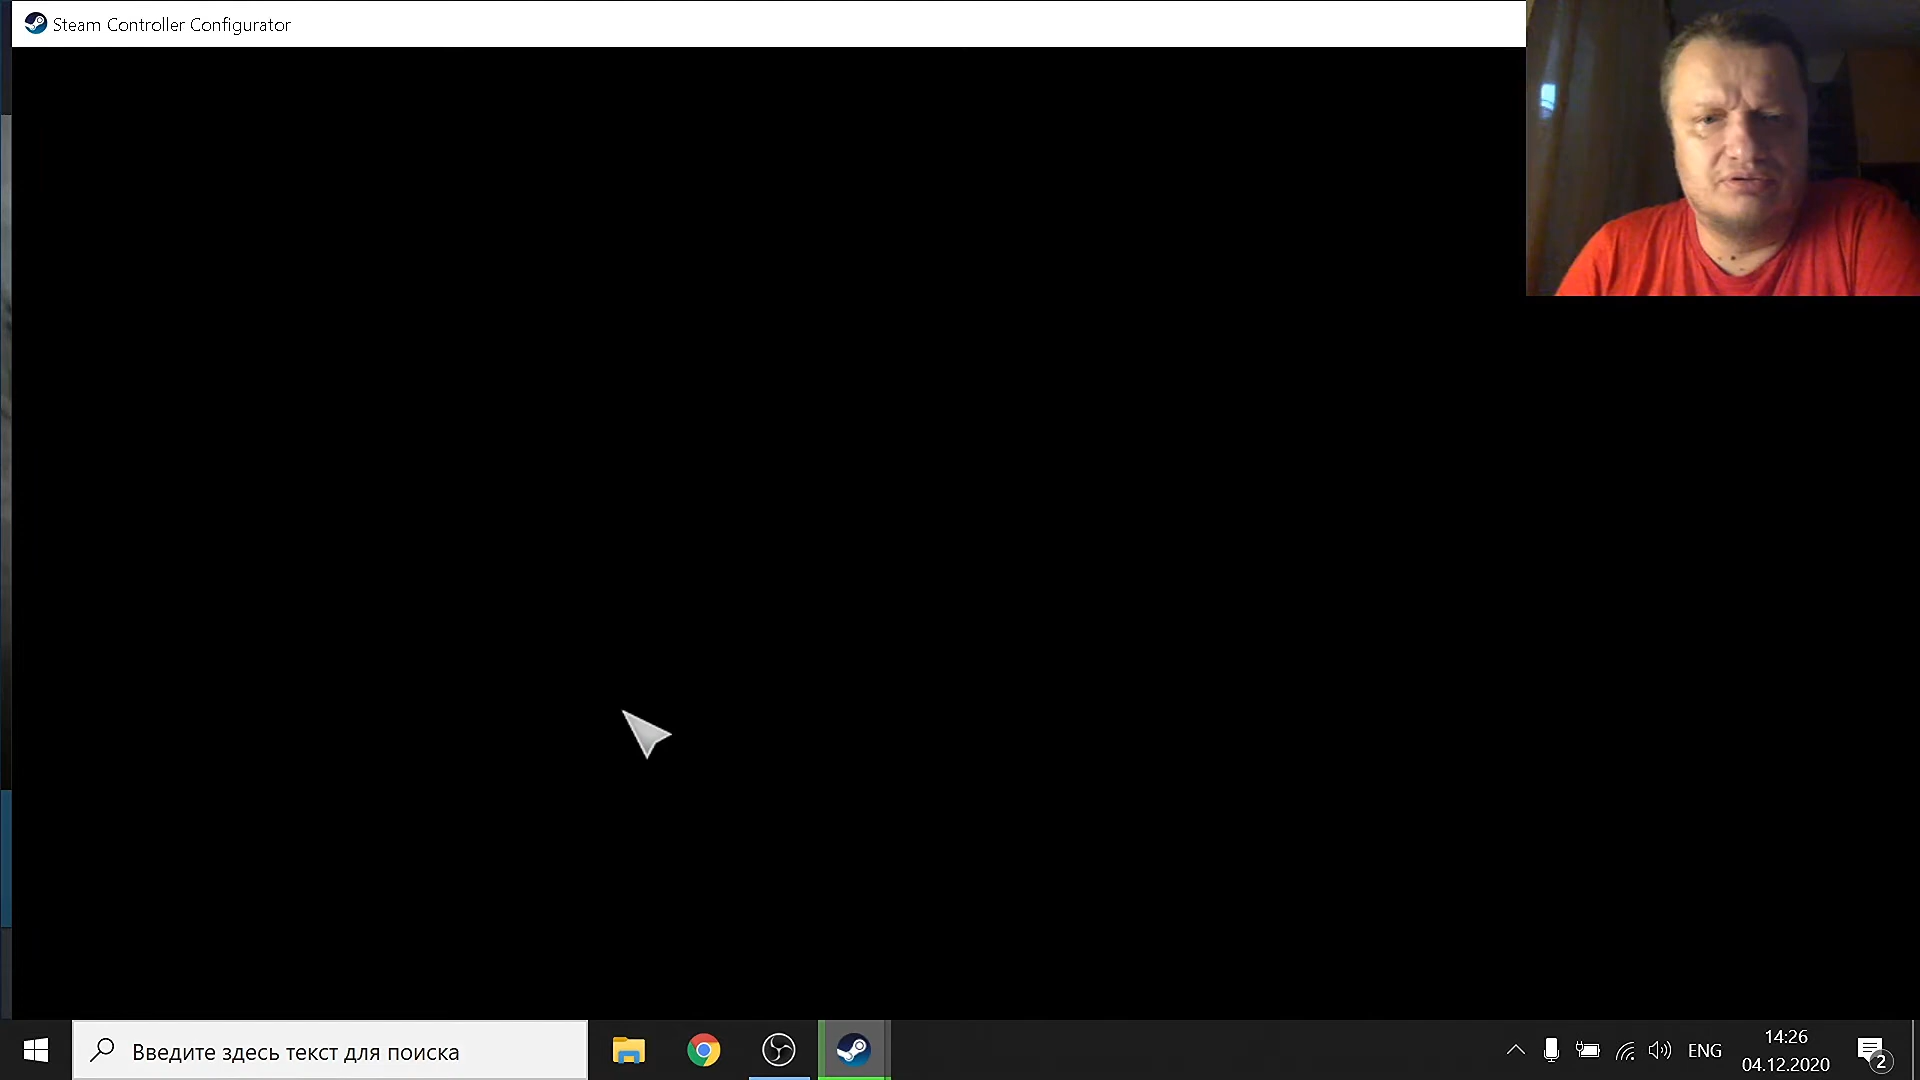 Steam Controller Configurator
Введите здесь текст для поиска
ENG
14:26
04.12.2020
2